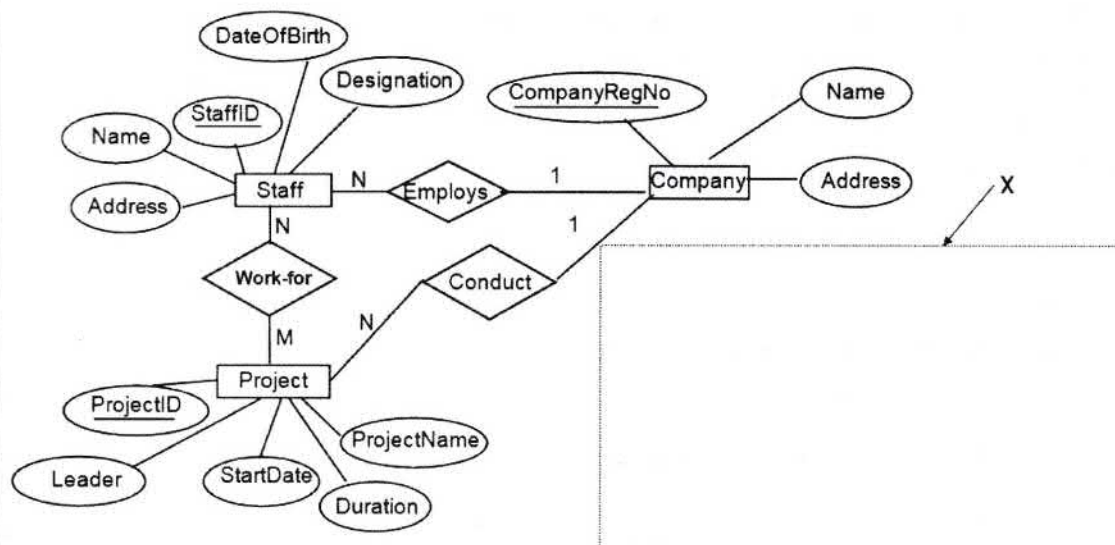 DateOfBirth
Designation
CompanyRegNo
Name
StaffID
Name
Address
Staff
N
Employs
1
Company
Address
X
N
1
Work-for
Conduct
N
M
Project
ProjectID
ProjectName
Leader
StartDate
Duration